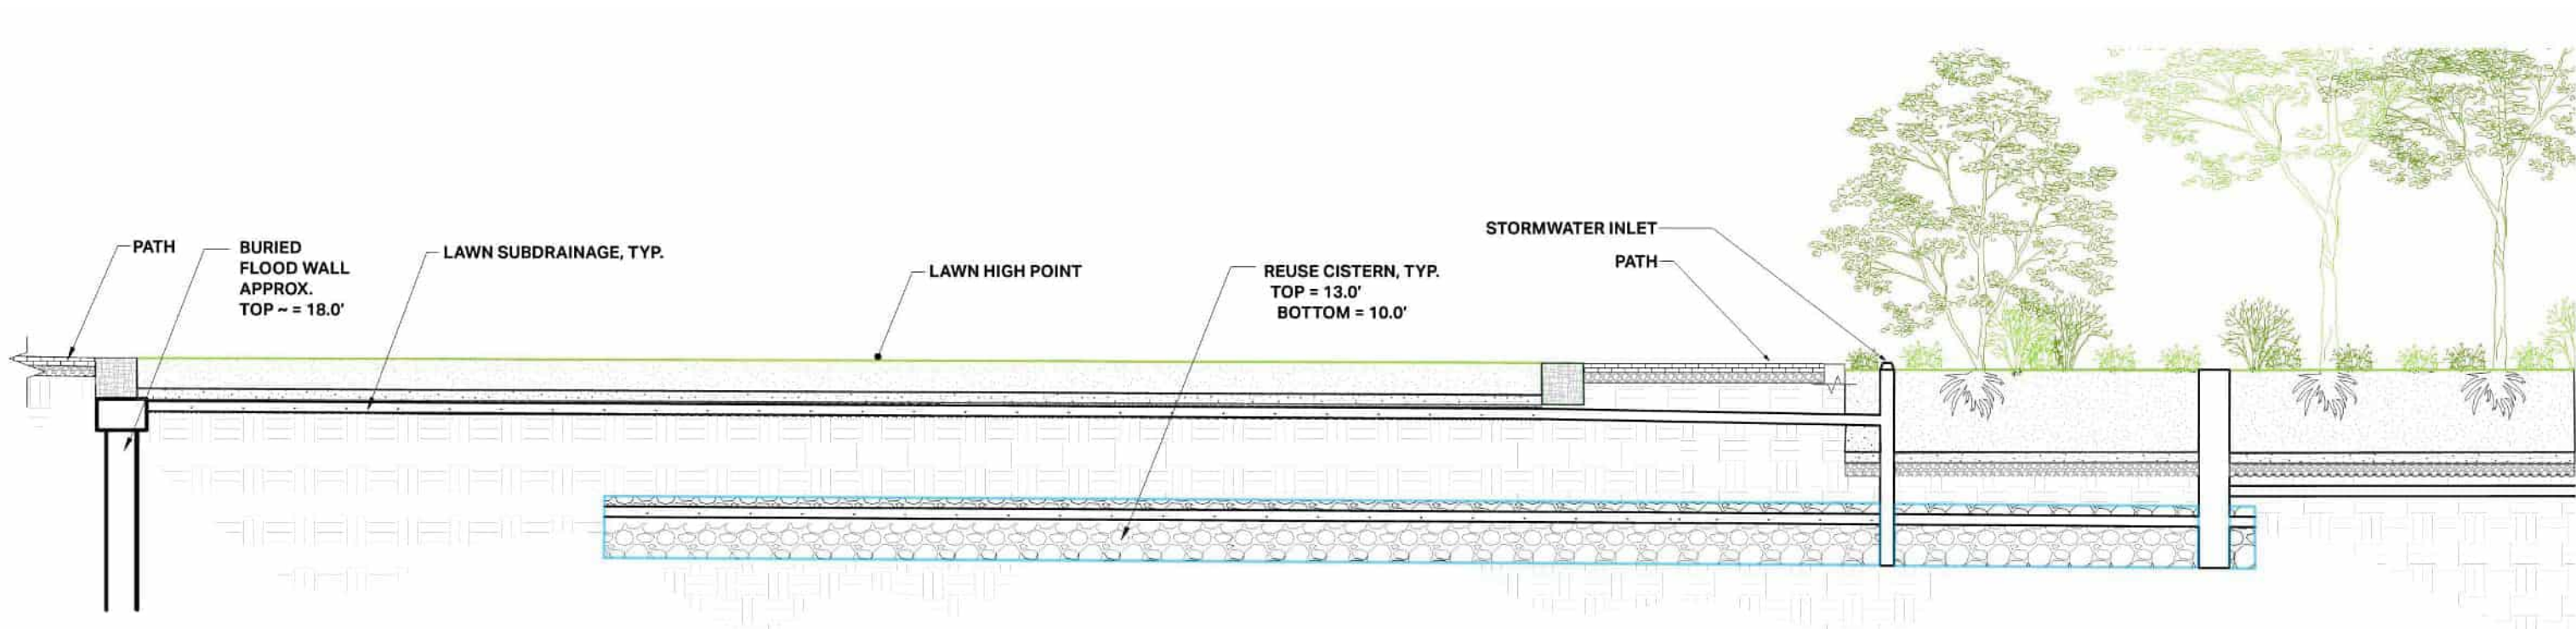 PATH
BURIED
FLOOD WALL
APPROX.
TOP ~ = 18.0'
LAWN SUBDRAINAGE, TYP.
LAWN HIGH POINT
REUSE CISTERN, TYP.
TOP = 13.0'
BOTTOM = 10.0'
STORMWATER INLET
PATH